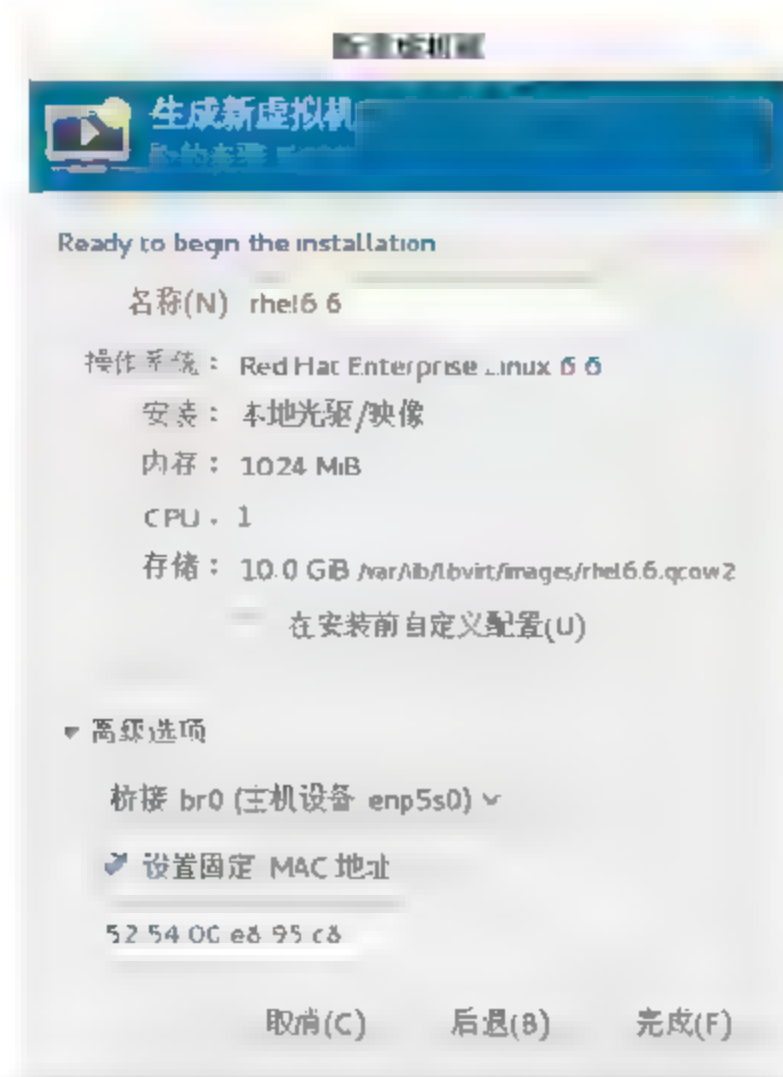 生成新虚拟机
Ready to begin the installation
名称(N) rhel6 6
操作系统： Red Hat Enterprise Linux 6 6
安装： 本地光驱/映像
内存： 1024 MiB
CPU： 1
存储： 10.0 GiB /var/lib/libvirt/images/rhel6.6.qcow2
在安装前自定义配置(U)
高级选项
桥接 br0 (主机设备 enp5s0)
设置固定 MAC 地址
52 54 00
取消(C) 后退(B) 完成(F)